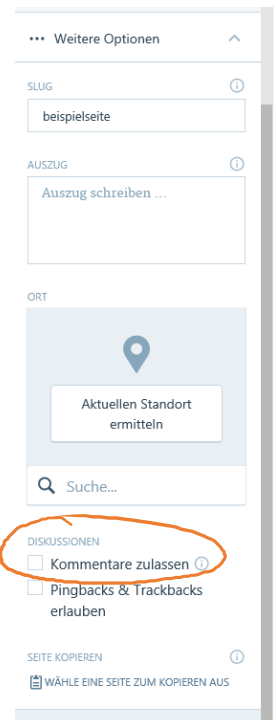 Weitere Optionen
SLUG
beispielseite
AUSZUG
Auszug schreiben ...
ORT
Aktuellen Standort
ermitteln
Suche...
DISKUSSIONEN
Kommentare zulassen
Pingbacks & Trackbacks
erlauben
SEITE KOPIEREN
WÄHLE EINE SEITE ZUM KOPIEREN AUS